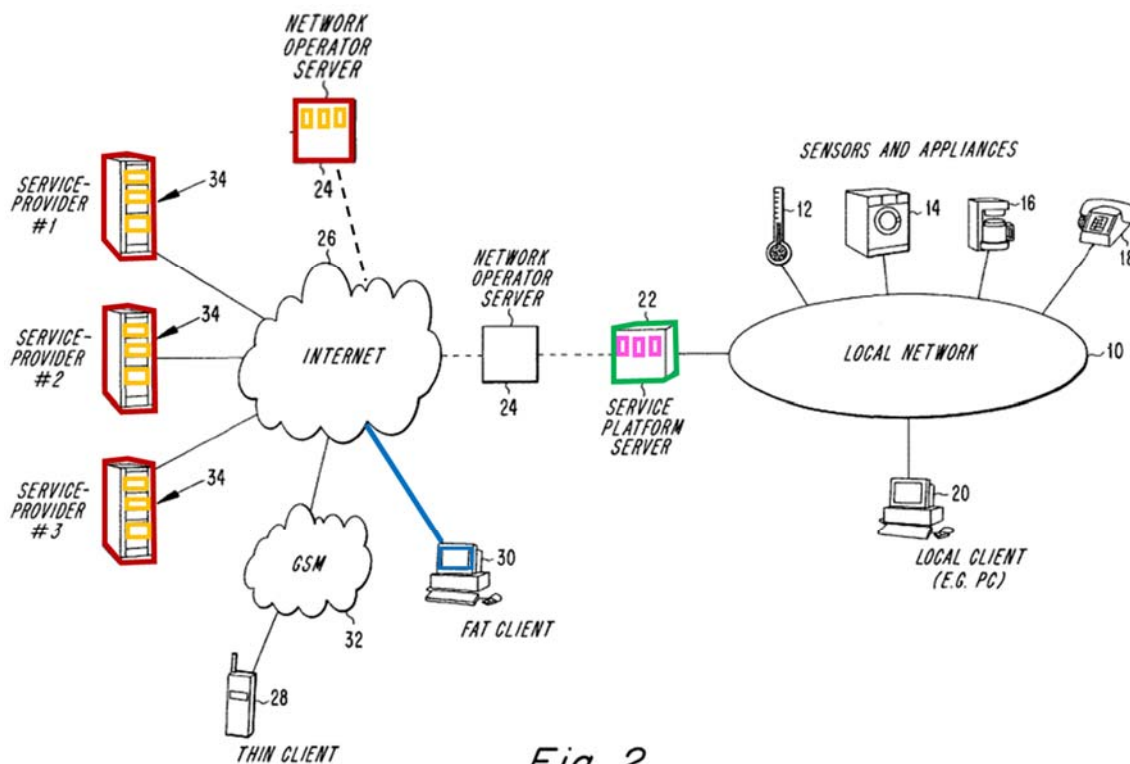 NETWORK
OPERATOR
SERVER
24
SERVICE-
PROVIDER
#1
34
SERVICE-
PROVIDER
#2
34
SERVICE-
PROVIDER
#3
34
26
INTERNET
NETWORK
OPERATOR
SERVER
24
22
SERVICE
PLATFORM
SERVER
SENSORS AND APPLIANCES
12
14
16
18
LOCAL NETWORK
10
20
LOCAL CLIENT
(E.G. PC)
GSM
32
30
FAT CLIENT
28
THIN CLIENT
Fig. 2